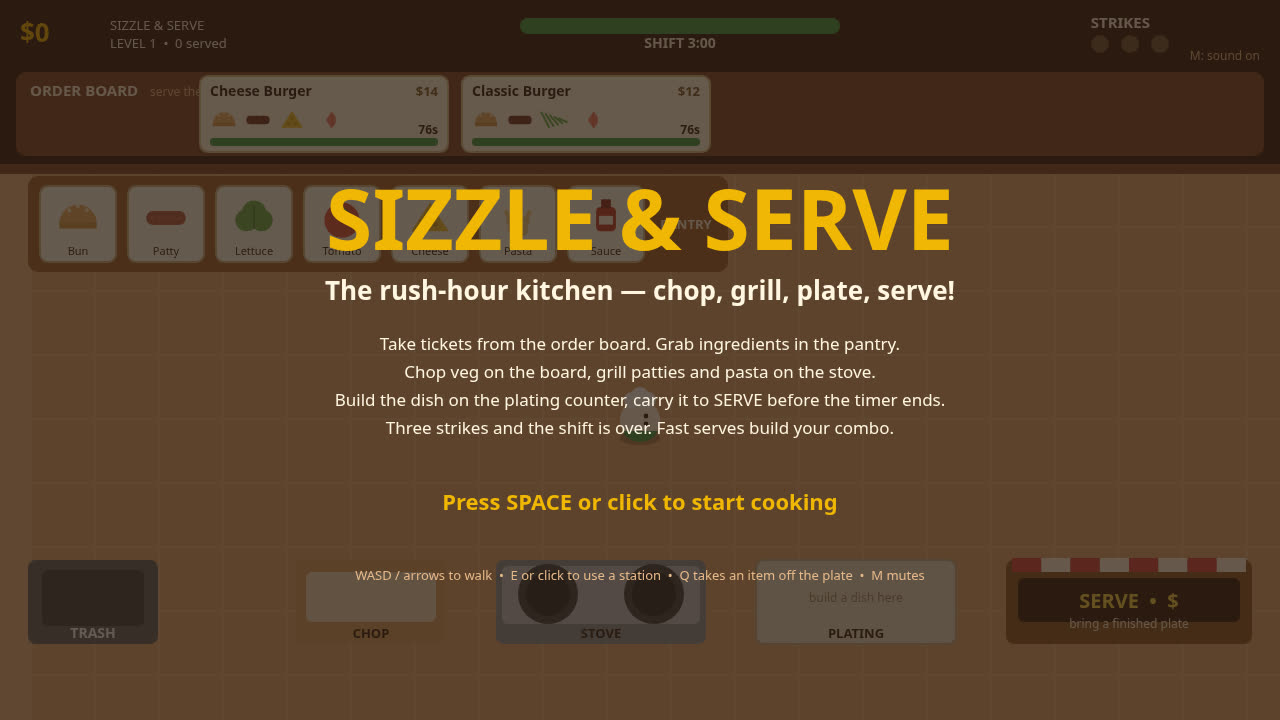 $0
SIZZLE & SERVE
LEVEL 1 • 0 served
SHIFT 3:00
STRIKES
M: sound on
ORDER BOARD serve the
Cheese Burger $14
76s
Classic Burger $12
76s
Bun
Patty
Lettuce
Tomato
Cheese
Pasta
Sauce
PANTRY
SIZZLE & SERVE
The rush-hour kitchen — chop, grill, plate, serve!
Take tickets from the order board. Grab ingredients in the pantry.
Chop veg on the board, grill patties and pasta on the stove.
Build the dish on the plating counter, carry it to SERVE before the timer ends.
Three strikes and the shift is over. Fast serves build your combo.
Press SPACE or click to start cooking
WASD / arrows to walk • E or click to use a station • Q takes an item off the plate • M mutes
TRASH
CHOP
STOVE
build a dish here
PLATING
SERVE • $
bring a finished plate